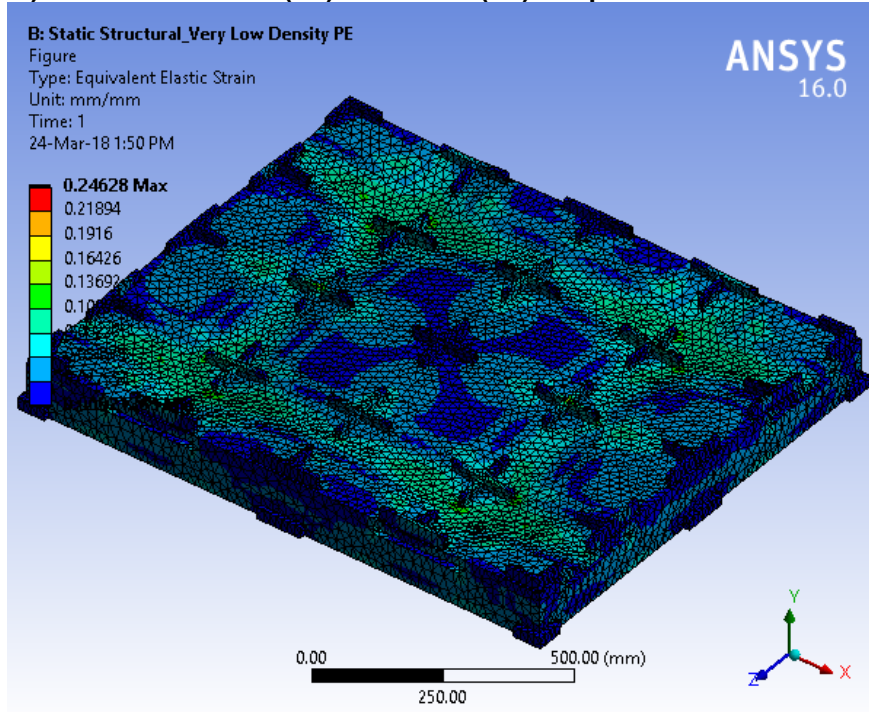 B: Static Structural_Very Low Density PE
Figure
Type: Equivalent Elastic Strain
Unit: mm/mm
Time: 1
24-Mar-18 1:50 PM
ANSYS
16.0
0.24628 Max
0.21894
0.1916
0.16426
0.13692
0.00
500.00 (mm)
250.00
Y
Z
X